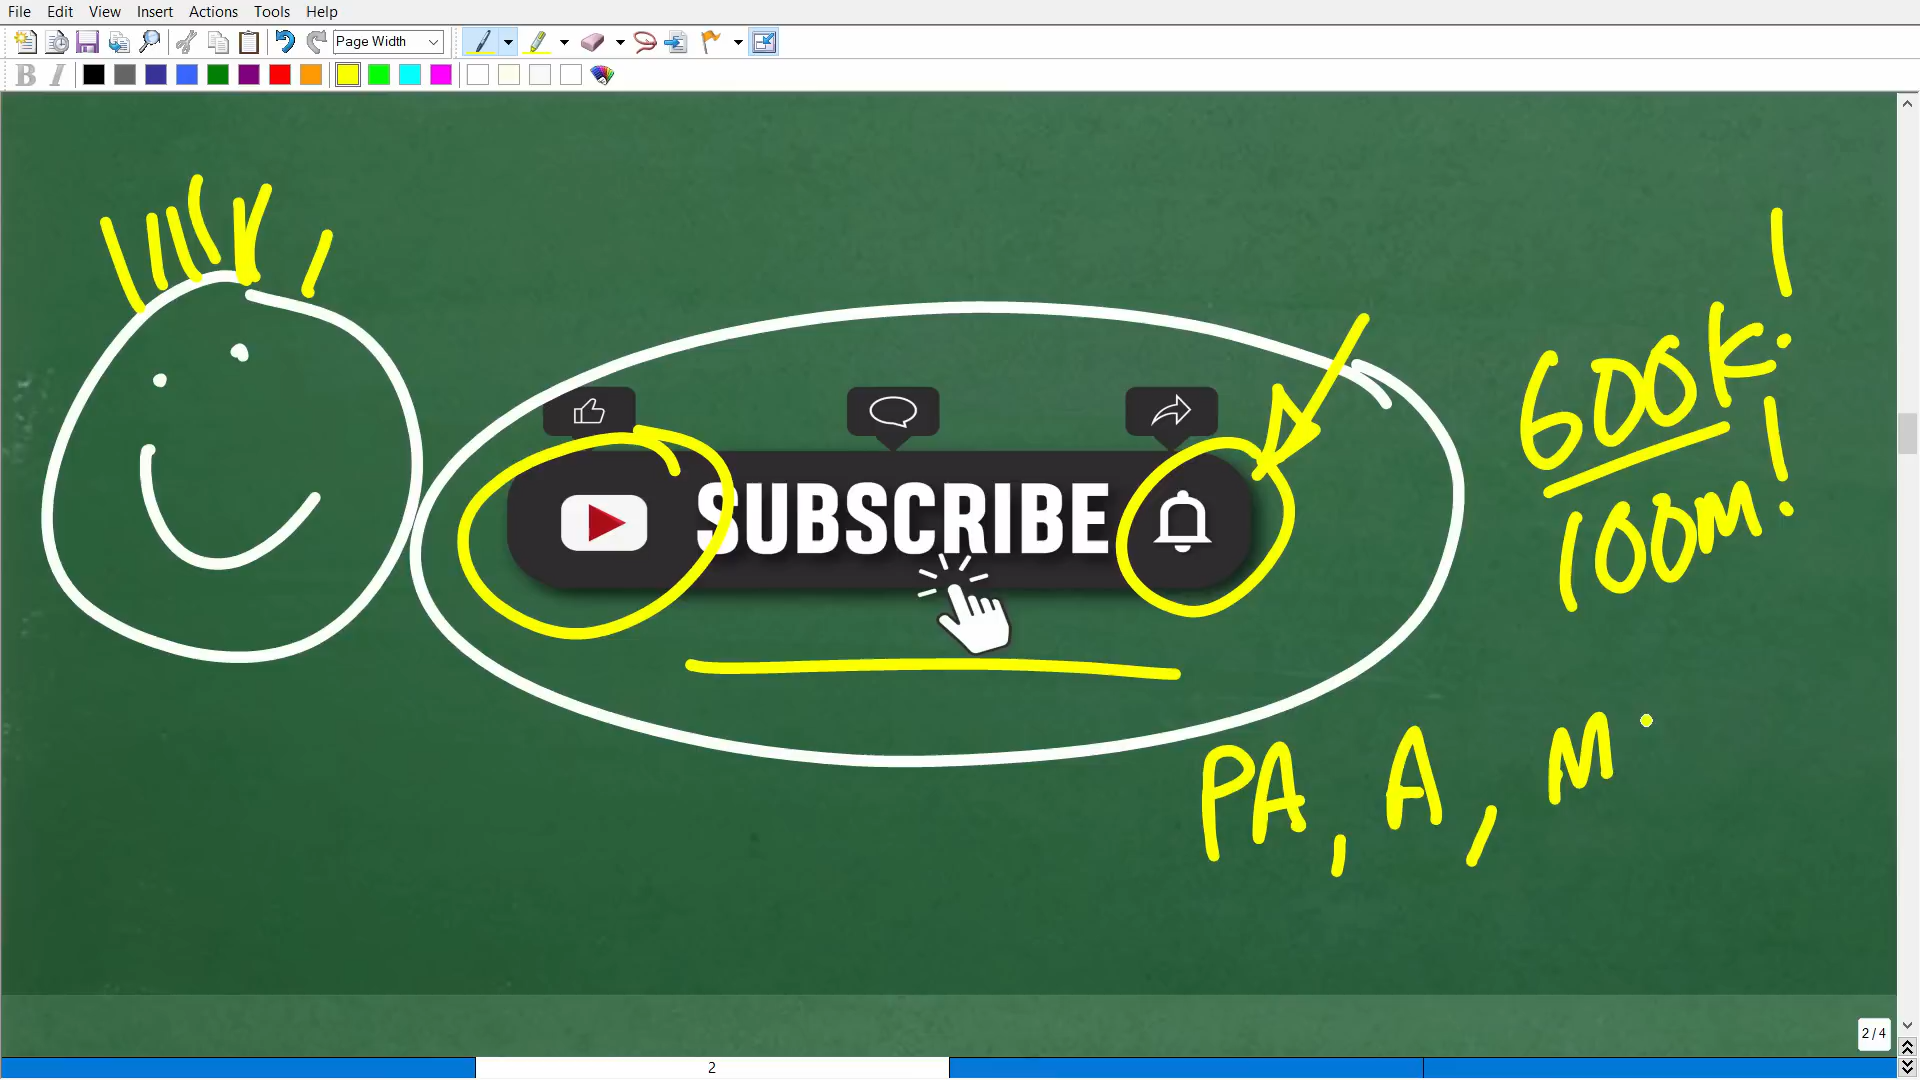 File Edit View Insert Actions Tools Help
Page Width
B I
600K!
100M!
SUBSCRIBE
PA, A, M
2 / 4
2